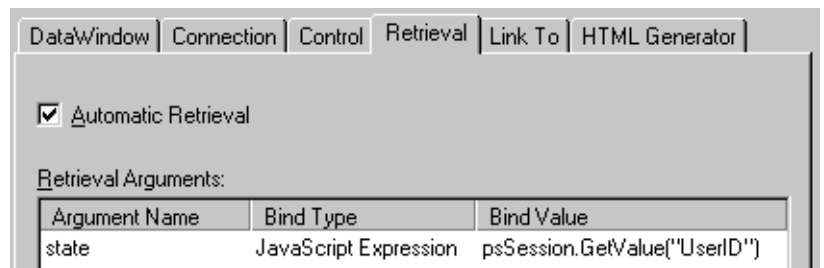 DataWindow Connection Control Retrieval Link To HTML Generator
Automatic Retrieval
Retrieval Arguments:
Argument Name Bind Type Bind Value
state JavaScript Expression psSession.GetValue("UserID")